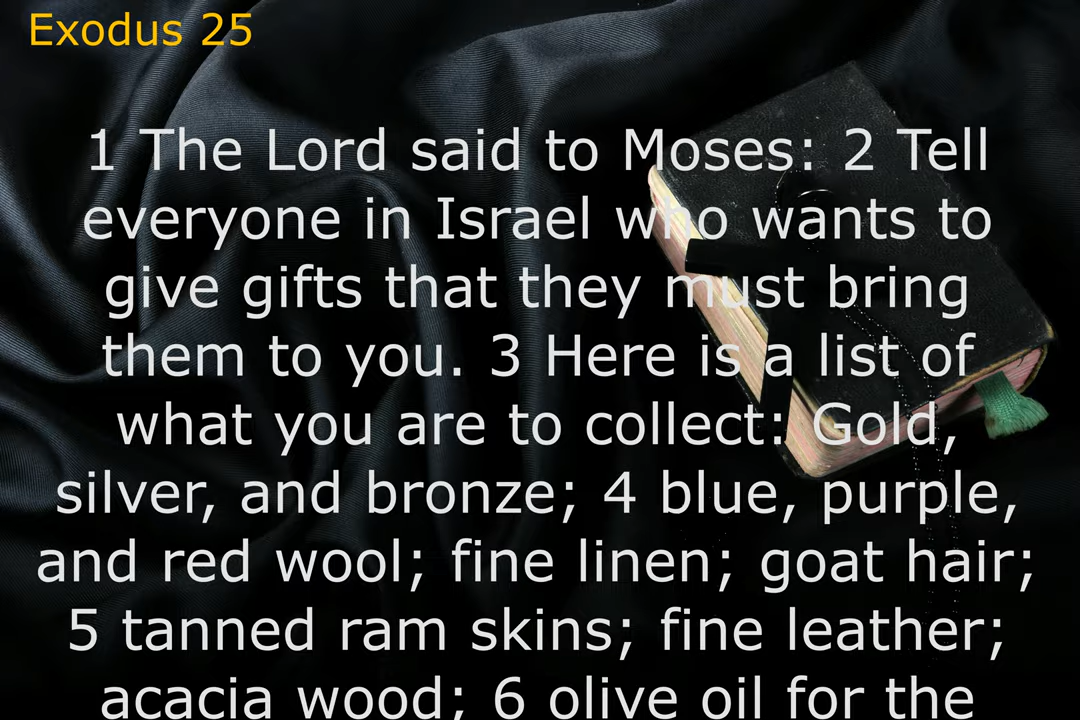 Exodus 25
1 The Lord said to Moses: 2 Tell
everyone in Israel who wants to
give gifts that they must bring
them to you. 3 Here is a list of
what you are to collect: Gold,
silver, and bronze; 4 blue, purple,
and red wool; fine linen; goat hair;
5 tanned ram skins; fine leather;
acacia wood; 6 olive oil for the